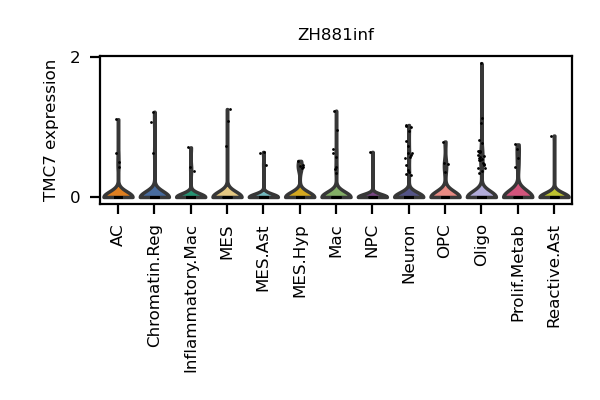 ZH881inf
TMC7 expression
2
0
AC
Chromatin.Reg
Inflammatory.Mac
MES
MES.Ast
MES.Hyp
Mac
NPC
Neuron
OPC
Oligo
Prolif.Metab
Reactive.Ast